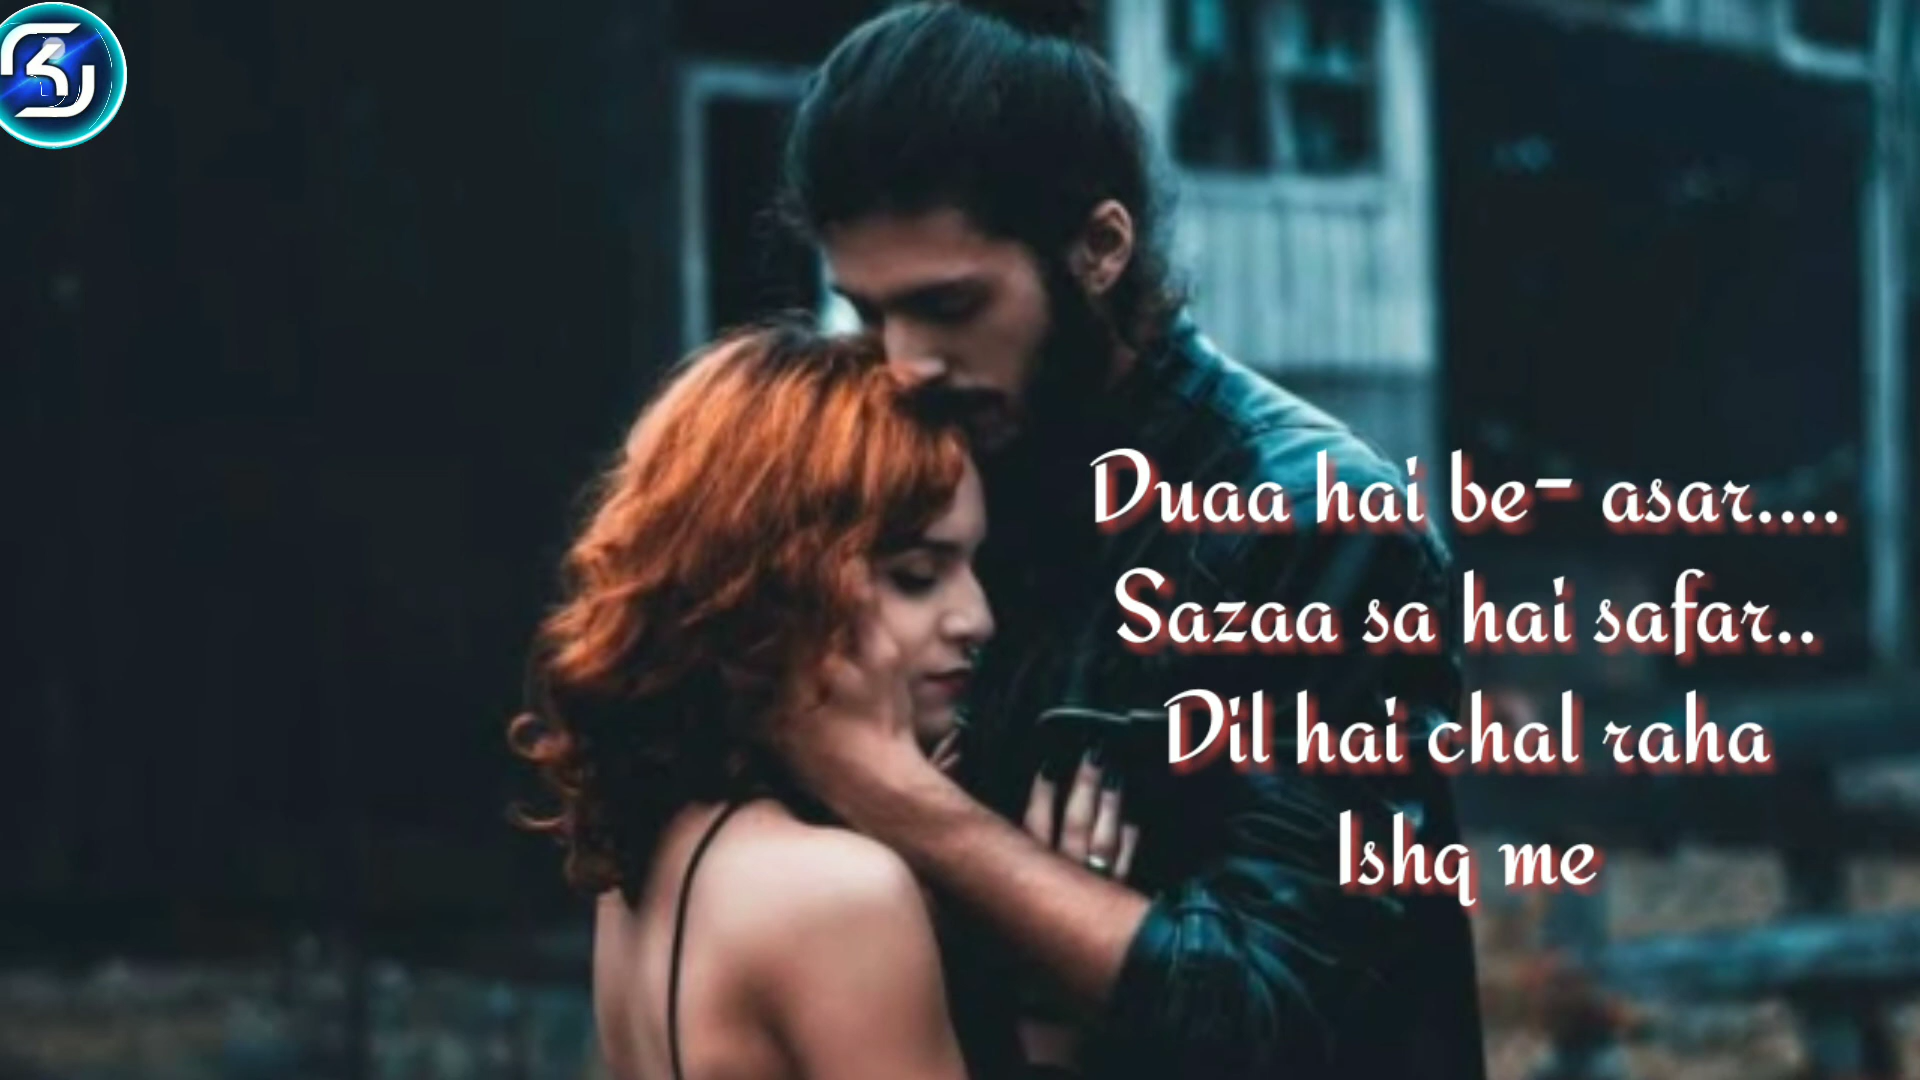 Duaa hai be- asar....
Sazaa sa hai safar..
Dil hai chal raha
Ishq me